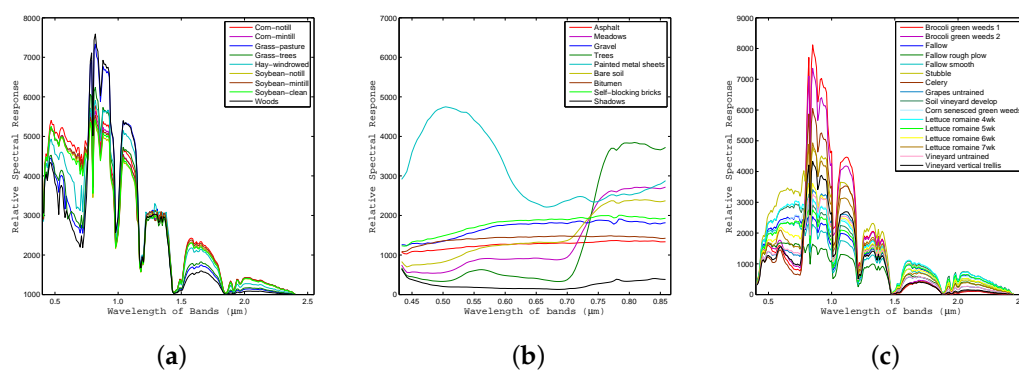 8000
7000
6000
5000
4000
3000
2000
1000
0.5
1.0
1.5
2.0
2.5
Relative Spectral Response
Wavelength of Bands (μm)
Corn-notill
Corn-mintill
Grass-pasture
Grass-trees
Hay-windrowed
Soybean-notill
Soybean-mintill
Soybean-clean
Woods
(a)
7000
6000
5000
4000
3000
2000
1000
0
0.45
0.5
0.55
0.6
0.65
0.70
0.75
0.8
0.85
Relative Spectral Response
Wavelength of bands (μm)
Asphalt
Meadows
Gravel
Trees
Painted metal sheets
Bare soil
Bitumen
Self-blocking bricks
Shadows
(b)
9000
8000
7000
6000
5000
4000
3000
2000
1000
0
0.5
1.0
1.5
2.0
Relative Spectral Response
Wavelength of bands (μm)
Brocoli green weeds 1
Brocoli green weeds 2
Fallow
Fallow rough plow
Fallow smooth
Stubble
Celery
Grapes untrained
Soil vineyard develop
Corn senesced green weeds
Lettuce romaine 4wk
Lettuce romaine 5wk
Lettuce romaine 6wk
Lettuce romaine 7wk
Vineyard untrained
Vineyard vertical trellis
(c)